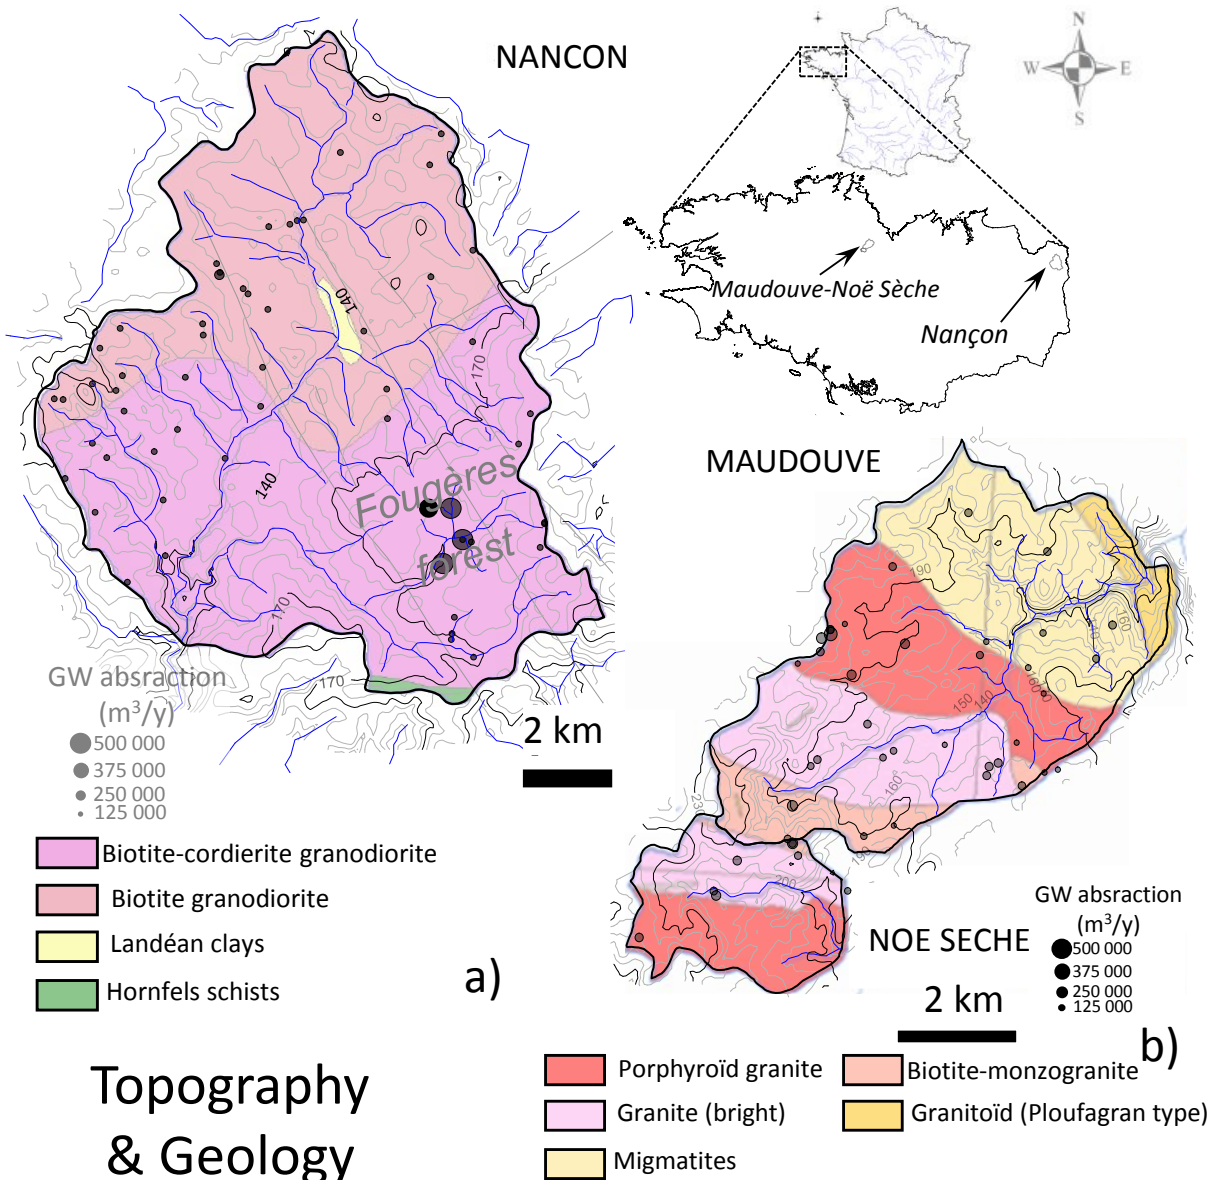 NANCON
N
W
E
S
Maudouve-Noë Sèche
Nançon
140
170
140
Fougères
forest
170
170
GW absraction
(m³/y)
500 000
375 000
250 000
125 000
2 km
Biotite-cordierite granodiorite
Biotite granodiorite
Landéan clays
Hornfels schists
a)
MAUDOUVE
190
160
160
150
140
160
230
190
200
NOE SECHE
GW absraction
(m³/y)
500 000
375 000
250 000
125 000
2 km
b)
Topography
& Geology
Porphyroïd granite
Biotite-monzogranite
Granite (bright)
Granitoïd (Ploufagran type)
Migmatites